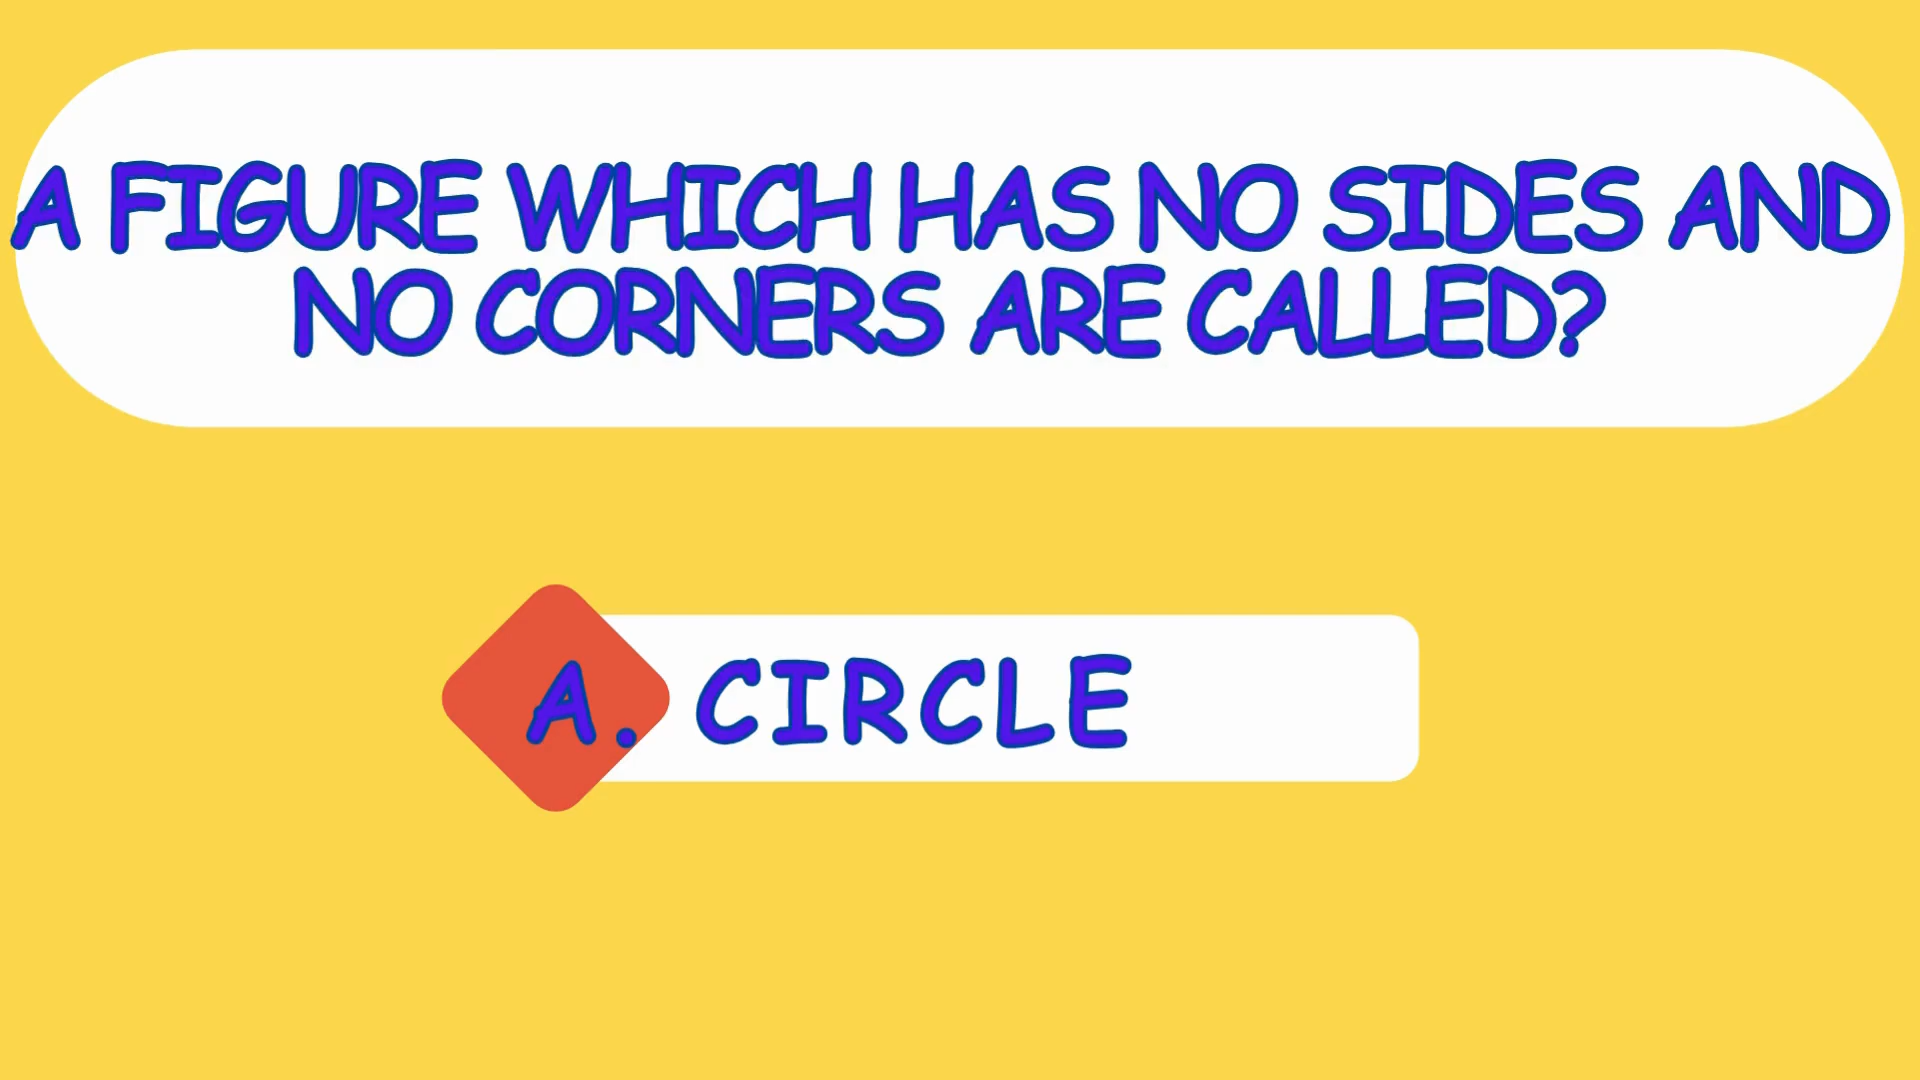 A FIGURE WHICH HAS NO SIDES AND
NO CORNERS ARE CALLED?
A. CIRCLE